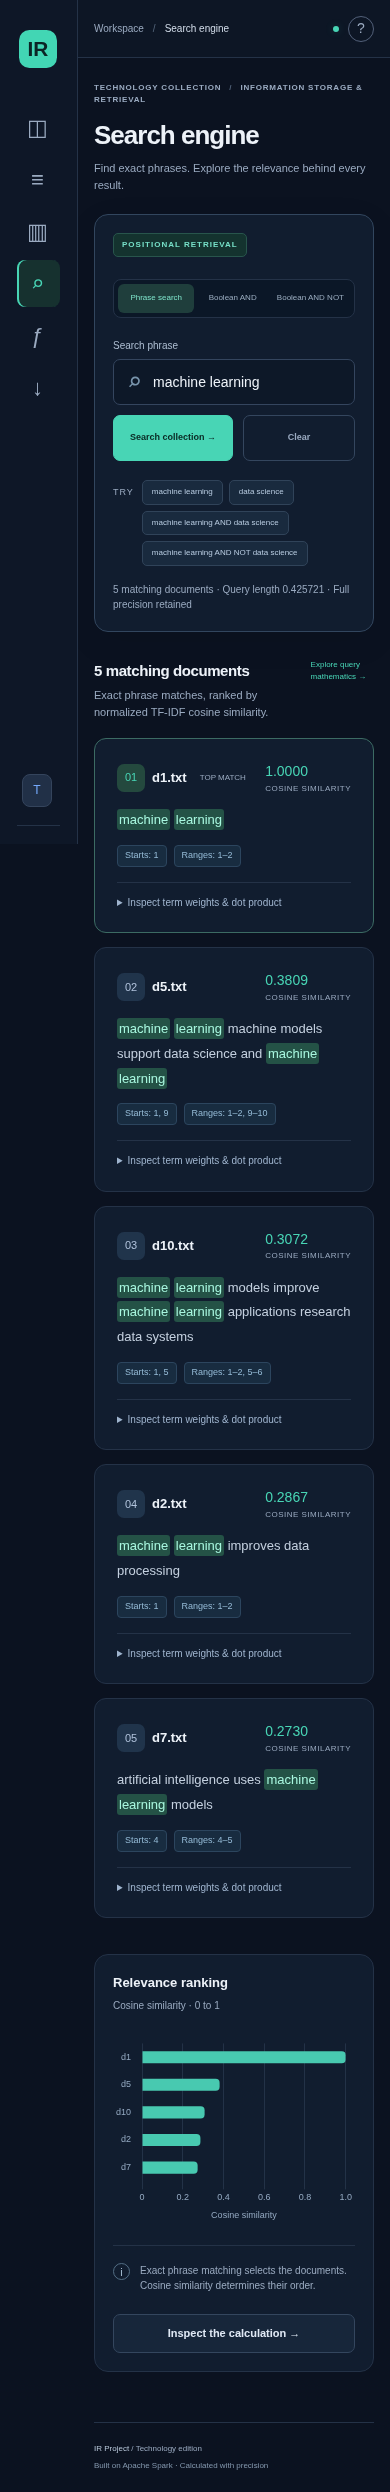 IR
Workspace / Search engine
?
TECHNOLOGY COLLECTION / INFORMATION STORAGE &
RETRIEVAL
Search engine
Find exact phrases. Explore the relevance behind every
result.
POSITIONAL RETRIEVAL
Phrase search Boolean AND Boolean AND NOT
Search phrase
machine learning
Search collection → Clear
TRY machine learning data science
machine learning AND data science
machine learning AND NOT data science
5 matching documents · Query length 0.425721 · Full
precision retained
5 matching documents
Explore query
mathematics →
Exact phrase matches, ranked by
normalized TF-IDF cosine similarity.
T
01 d1.txt TOP MATCH 1.0000
COSINE SIMILARITY
machine learning
Starts: 1 Ranges: 1–2
▶ Inspect term weights & dot product
02 d5.txt 0.3809
COSINE SIMILARITY
machine learning machine models
support data science and machine
learning
Starts: 1, 9 Ranges: 1–2, 9–10
▶ Inspect term weights & dot product
03 d10.txt 0.3072
COSINE SIMILARITY
machine learning models improve
machine learning applications research
data systems
Starts: 1, 5 Ranges: 1–2, 5–6
▶ Inspect term weights & dot product
04 d2.txt 0.2867
COSINE SIMILARITY
machine learning improves data
processing
Starts: 1 Ranges: 1–2
▶ Inspect term weights & dot product
05 d7.txt 0.2730
COSINE SIMILARITY
artificial intelligence uses machine
learning models
Starts: 4 Ranges: 4–5
▶ Inspect term weights & dot product
Relevance ranking
Cosine similarity · 0 to 1
d1
d5
d10
d2
d7
0 0.2 0.4 0.6 0.8 1.0
Cosine similarity
i Exact phrase matching selects the documents.
Cosine similarity determines their order.
Inspect the calculation →
IR Project / Technology edition
Built on Apache Spark · Calculated with precision